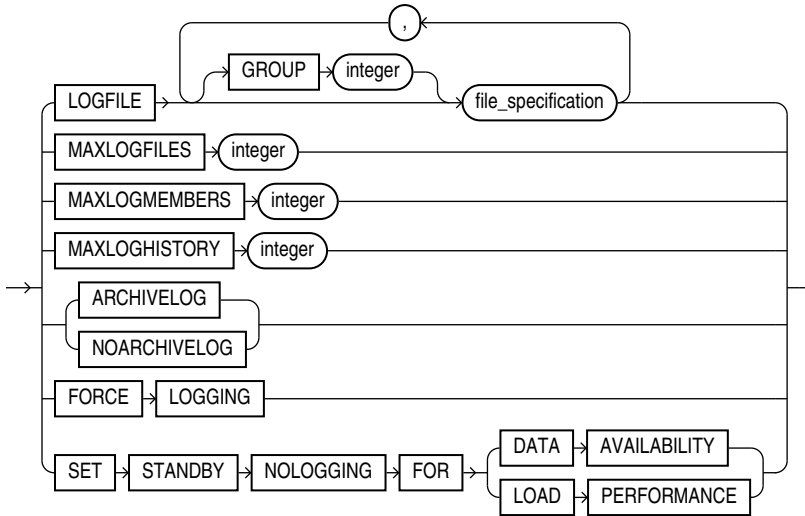 ,
GROUP integer
LOGFILE file_specification
MAXLOGFILES integer
MAXLOGMEMBERS integer
MAXLOGHISTORY integer
ARCHIVELOG
NOARCHIVELOG
FORCE LOGGING
DATA AVAILABILITY
SET STANDBY NOLOGGING FOR
LOAD PERFORMANCE